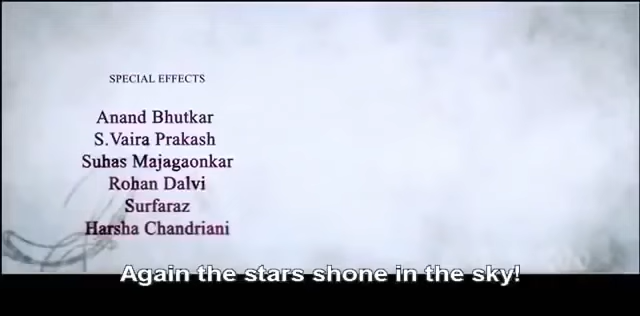 SPECIAL EFFECTS
Anand Bhutkar
S.Vaira Prakash
Suhas Majagaonkar
Rohan Dalvi
Surfaraz
Harsha Chandriani
Again the stars shone in the sky!